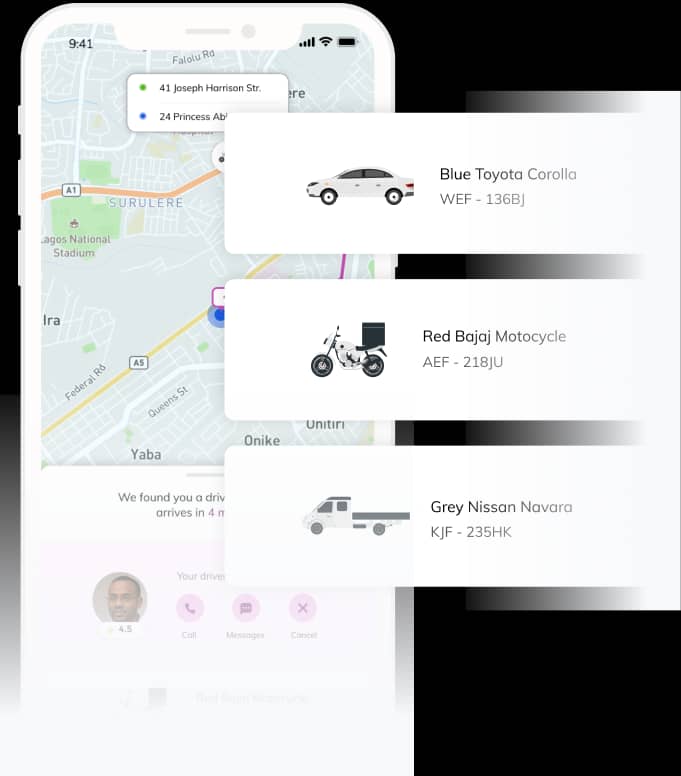 9:41
Falolu Rd
41 Joseph Harrison Str.
ere
24 Princess Abi
Hospital
Blue Toyota Corolla
WEF - 136BJ
A1
SURULERE
Lagos National
Stadium
Ira
Red Bajaj Motocycle
AEF - 218JU
A5
Federal Rd
Queens St
Unitiri
Onike
Yaba
We found you a driv
arrives in 4 m
Grey Nissan Navara
KJF - 235HK
Your driver
4.5
Call
Messages
Cancel